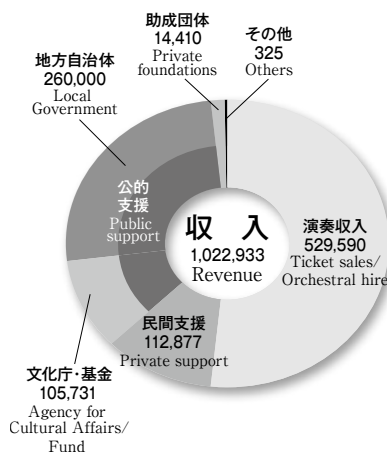 助成団体
14,410
Private
foundations
その他
325
Others
地方自治体
260,000
Local
Government
公的
支援
Public
support
収 入
1,022,933
Revenue
演奏収入
529,590
Ticket sales/
Orchestral hire
民間支援
112,877
Private support
文化庁・基金
105,731
Agency for
Cultural Affairs/
Fund